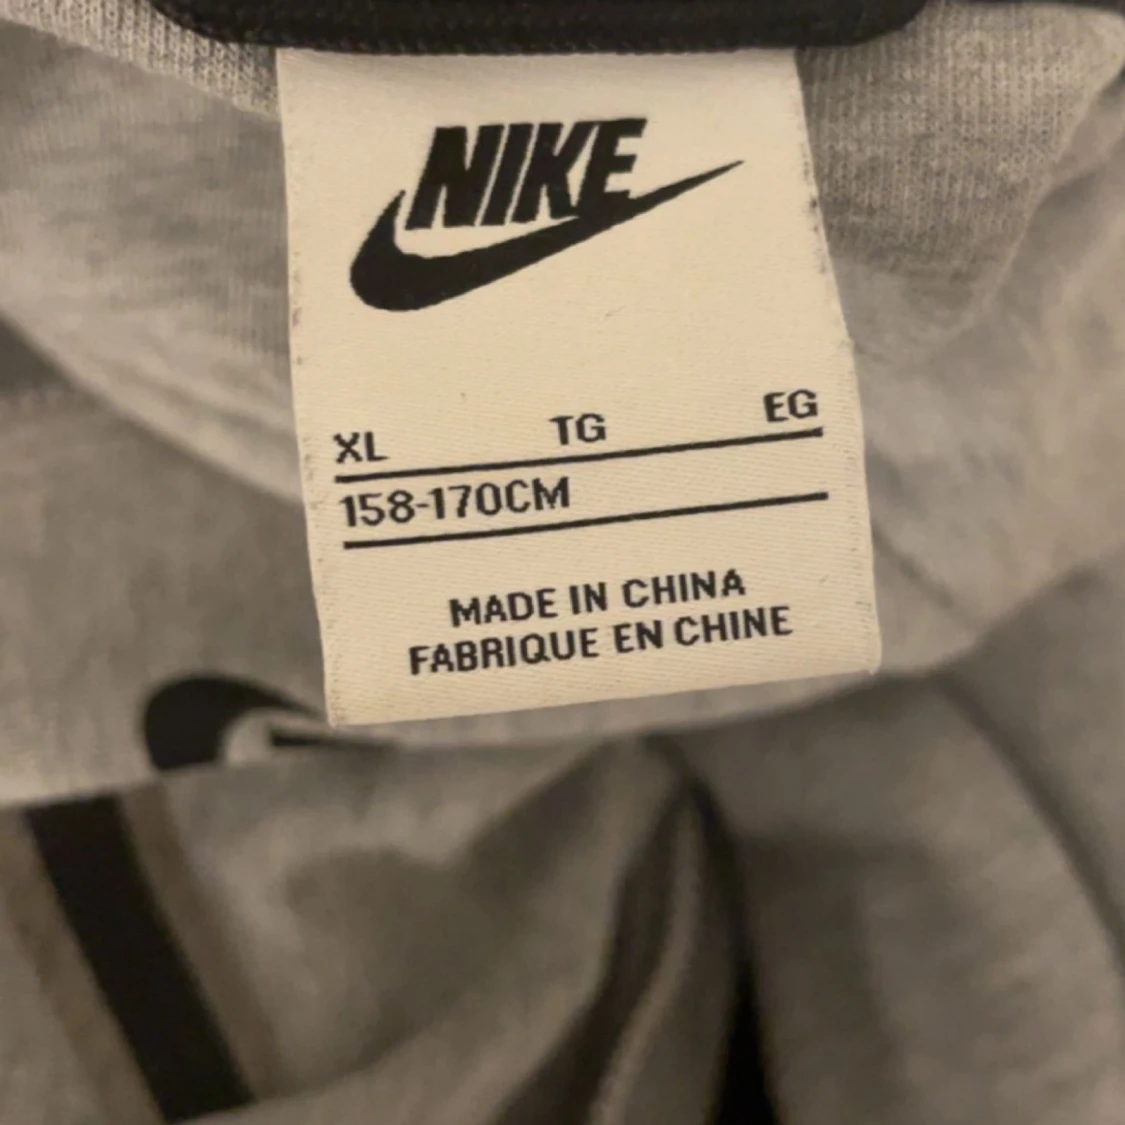 NIKE
XL TG EG
158-170CM
MADE IN CHINA
FABRIQUE EN CHINE